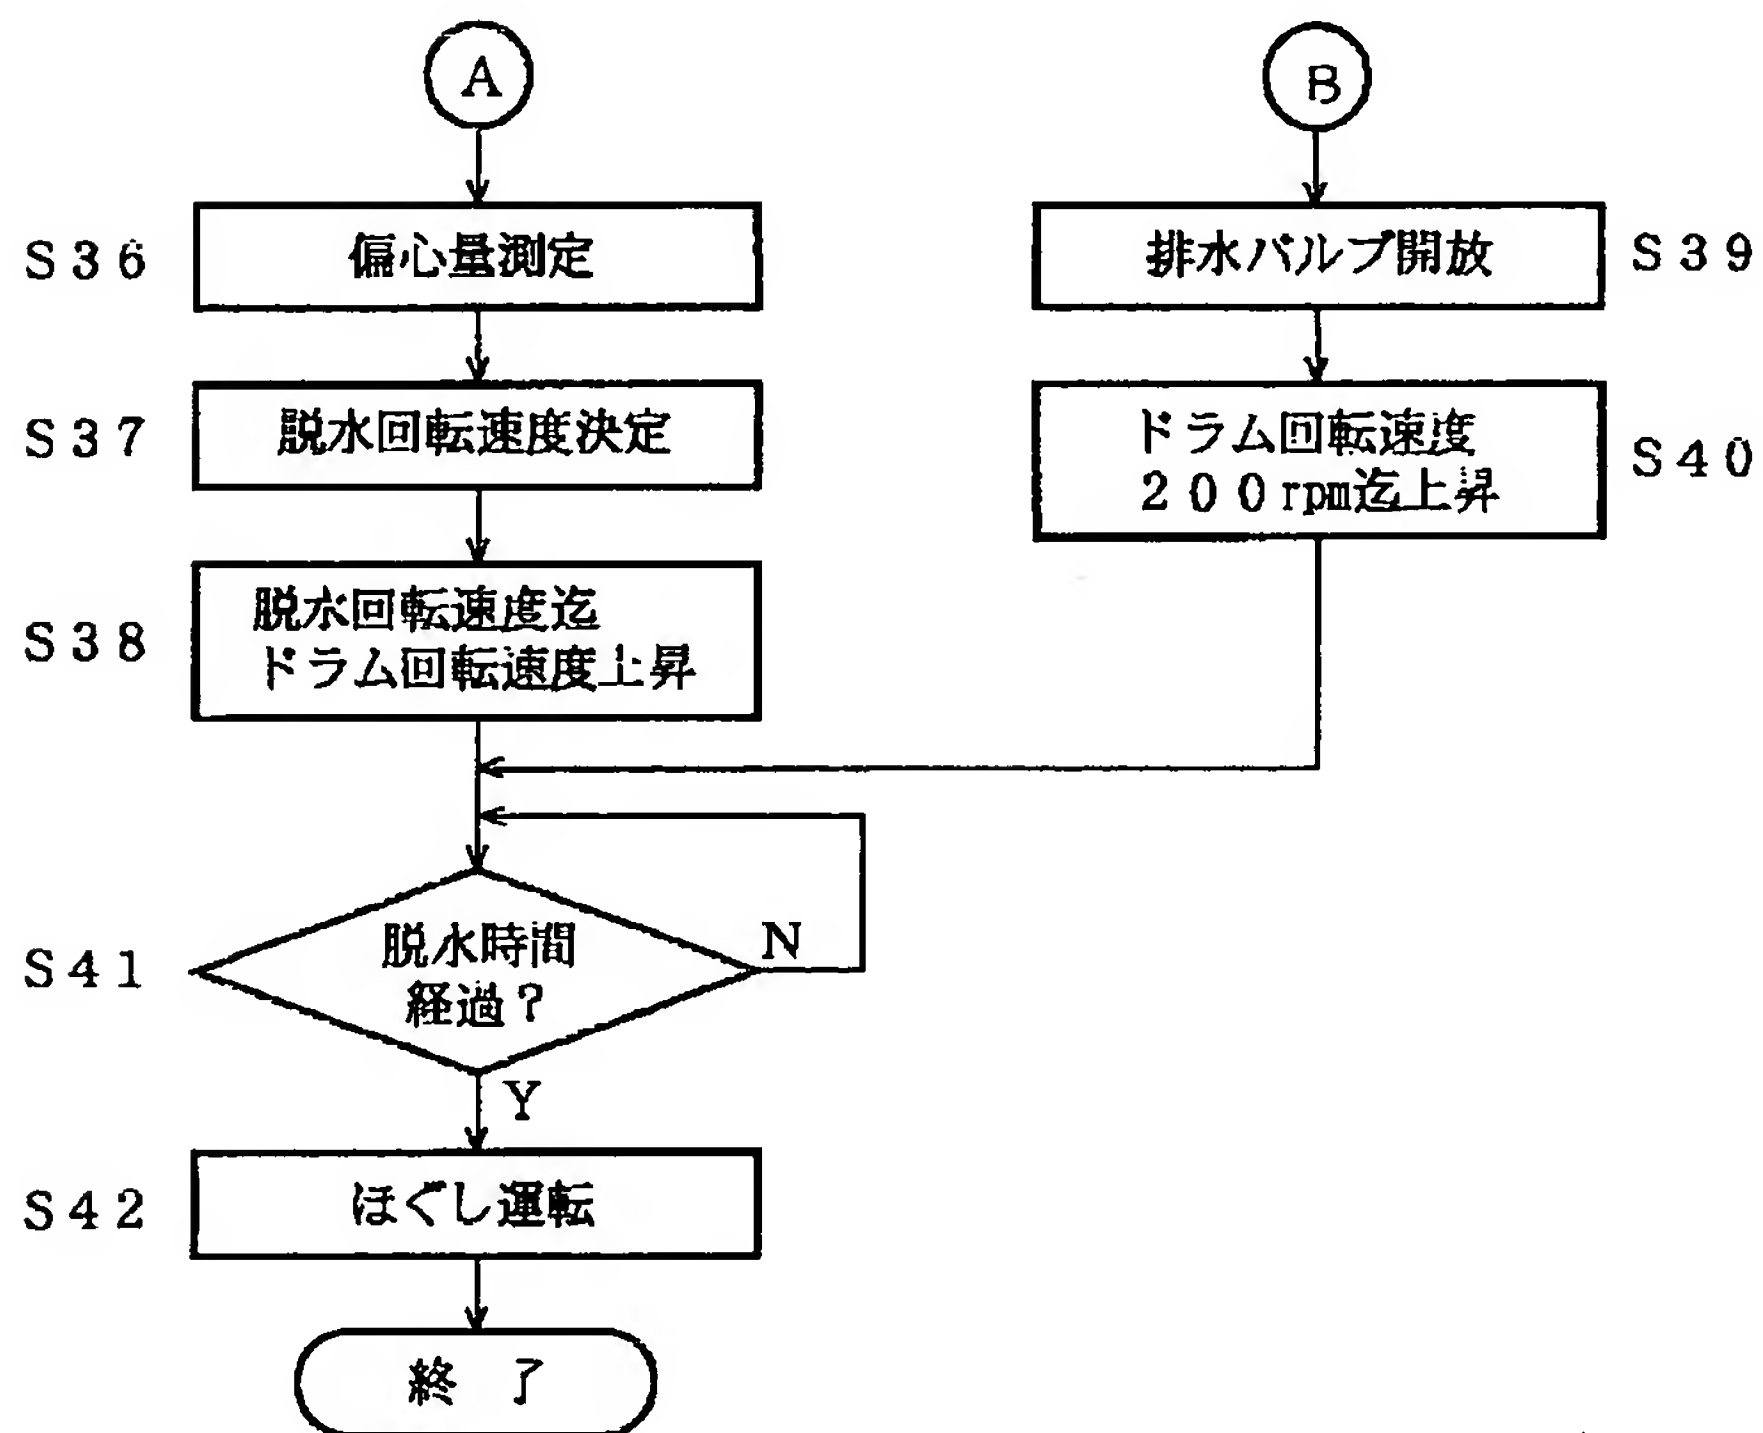 A
S36
偏心量測定
S37
脱水回転速度決定
S38
脱水回転速度迄
ドラム回転速度上昇
B
排水バルブ開放
S39
ドラム回転速度
200rpm迄上昇
S40
S41
脱水時間
経過?
N
Y
S42
ほぐし運転
終 了